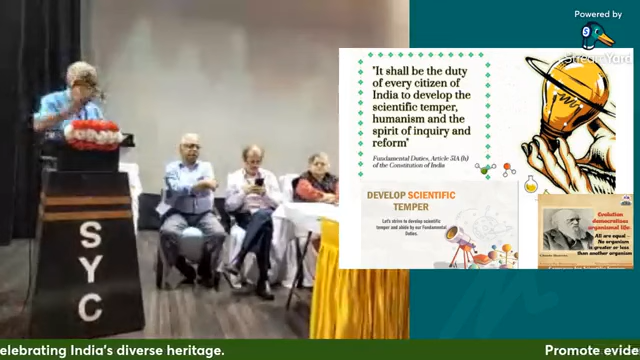 Powered by
StreamYard
"It shall be the duty
of every citizen of
India to develop the
scientific temper,
humanism and the
spirit of inquiry and
reform"
Fundamental Duties, Article 51A (h)
of the Constitution of India
DEVELOP SCIENTIFIC
TEMPER
Let's strive to develop scientific
temper and abide by our Fundamental
Duties.
Evolution
democratises
organismal life:
All are equal –
No organism
is greater or less
than another organism
SYC
elebrating India's diverse heritage.
Promote evide